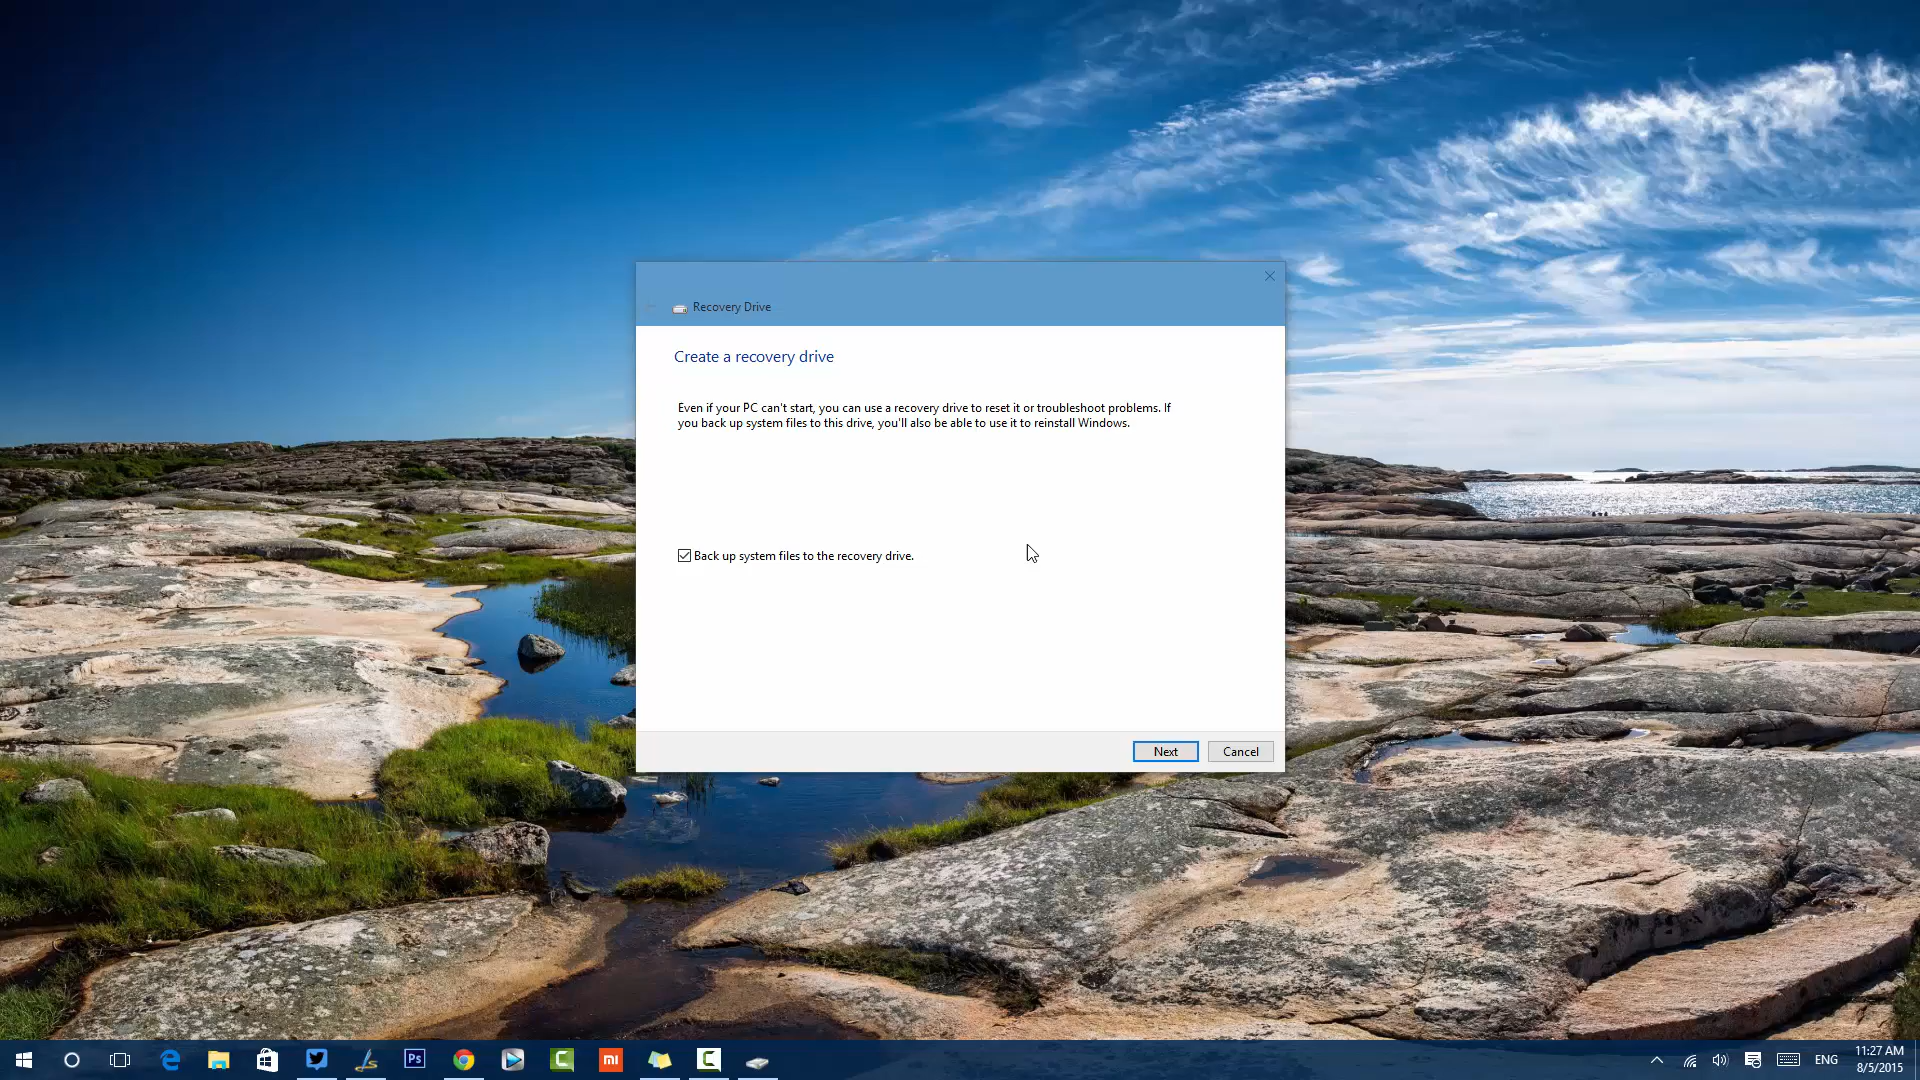 Recovery Drive
Create a recovery drive
Even if your PC can't start, you can use a recovery drive to reset it or troubleshoot problems. If
you back up system files to this drive, you'll also be able to use it to reinstall Windows.
Back up system files to the recovery drive.
Next
Cancel
Ps
mi
ENG
11:27 AM
8/5/2015